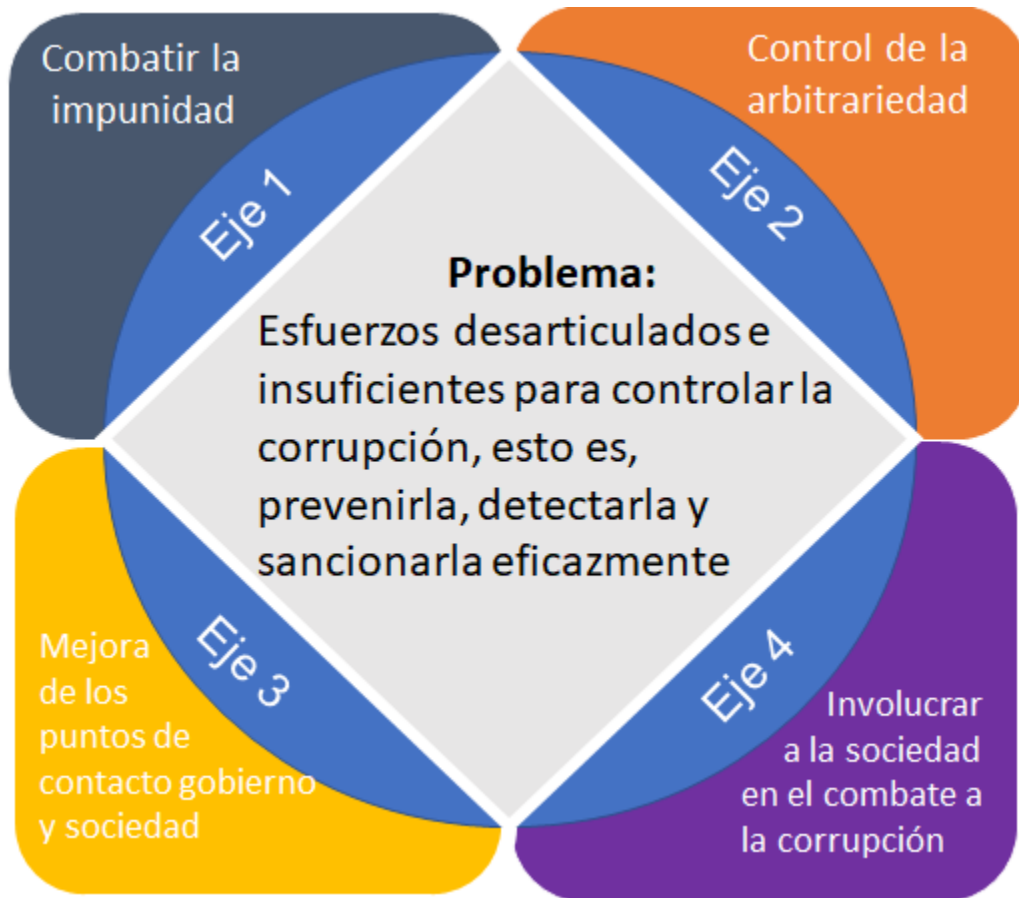 Combatir la
impunidad
Eje 1
Control de la
arbitrariedad
Eje 2
Problema:
Esfuerzos desarticulados e
insuficientes para controlar la
corrupción, esto es,
prevenirla, detectarla y
sancionarla eficazmente
Mejora
de los
puntos de
contacto gobierno
y sociedad
Eje 3
Eje 4
Involucrar
a la sociedad
en el combate a
la corrupción